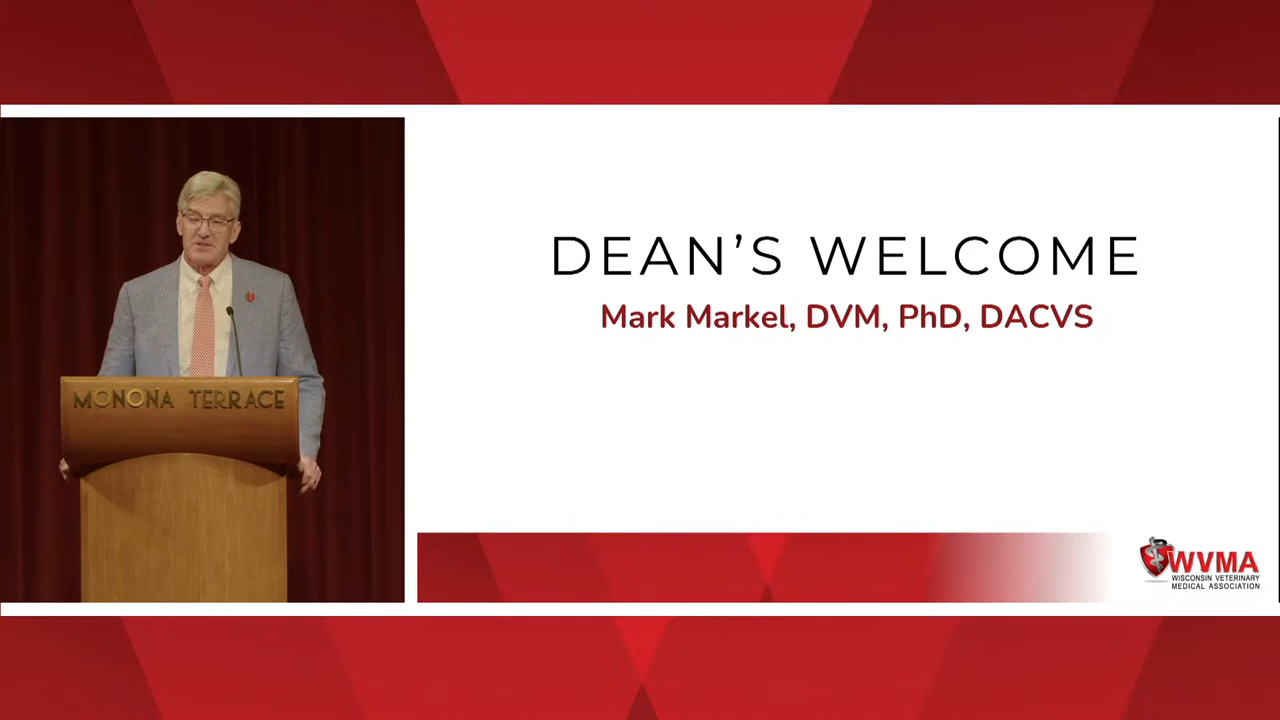 MONONA TERRACE
DEAN'S WELCOME
Mark Markel, DVM, PhD, DACVS
WVMA
WISCONSIN VETERINARY
MEDICAL ASSOCIATION